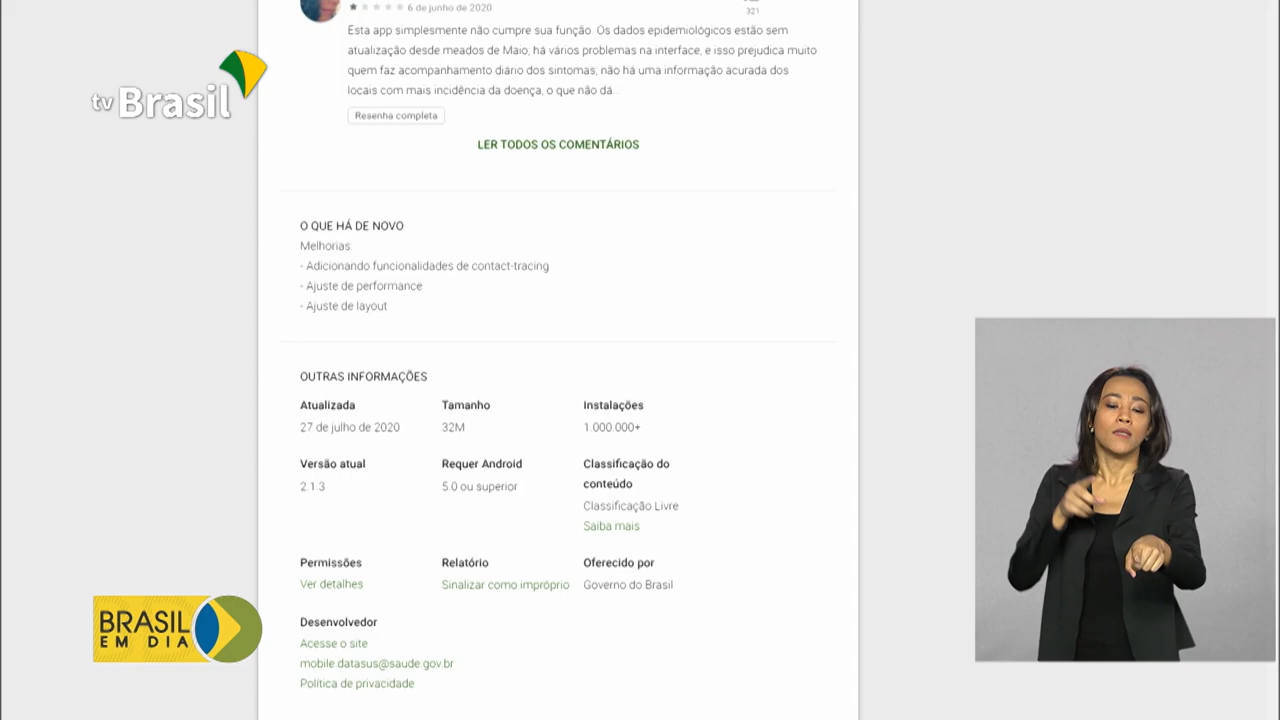 6 de junho de 2020
321
Esta app simplesmente não cumpre sua função. Os dados epidemiológicos estão sem
atualização desde meados de Maio; há vários problemas na interface, e isso prejudica muito
quem faz acompanhamento diário dos sintomas; não há uma informação acurada dos
locais com mais incidência da doença, o que não dá...
Resenha completa
LER TODOS OS COMENTÁRIOS
tv Brasil
O QUE HÁ DE NOVO
Melhorias:
- Adicionando funcionalidades de contact-tracing
- Ajuste de performance
- Ajuste de layout
OUTRAS INFORMAÇÕES
Atualizada Tamanho Instalações
27 de julho de 2020 32M 1.000.000+
Versão atual Requer Android Classificação do
conteúdo
2.1.3 5.0 ou superior Classificação Livre
Saiba mais
Permissões Relatório Oferecido por
Ver detalhes Sinalizar como impróprio Governo do Brasil
Desenvolvedor
Acesse o site
mobile.datasus@saude.gov.br
Política de privacidade
BRASIL
EM DIA